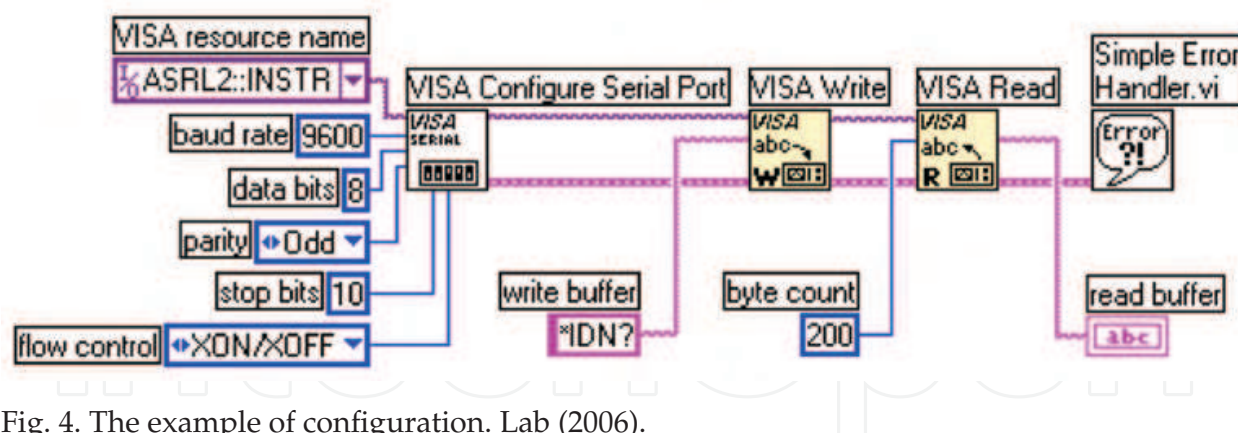 VISA resource name
I/O ASRL2::INSTR
VISA Configure Serial Port
VISA SERIAL
VISA Write
VISA abc W
VISA Read
VISA abc R
Simple Error
Handler.vi
Error ?!
baud rate 9600
data bits 8
parity Odd
stop bits 10
flow control XON/XOFF
write buffer
*IDN?
byte count
200
read buffer
abc
Fig. 4. The example of configuration. Lab (2006).